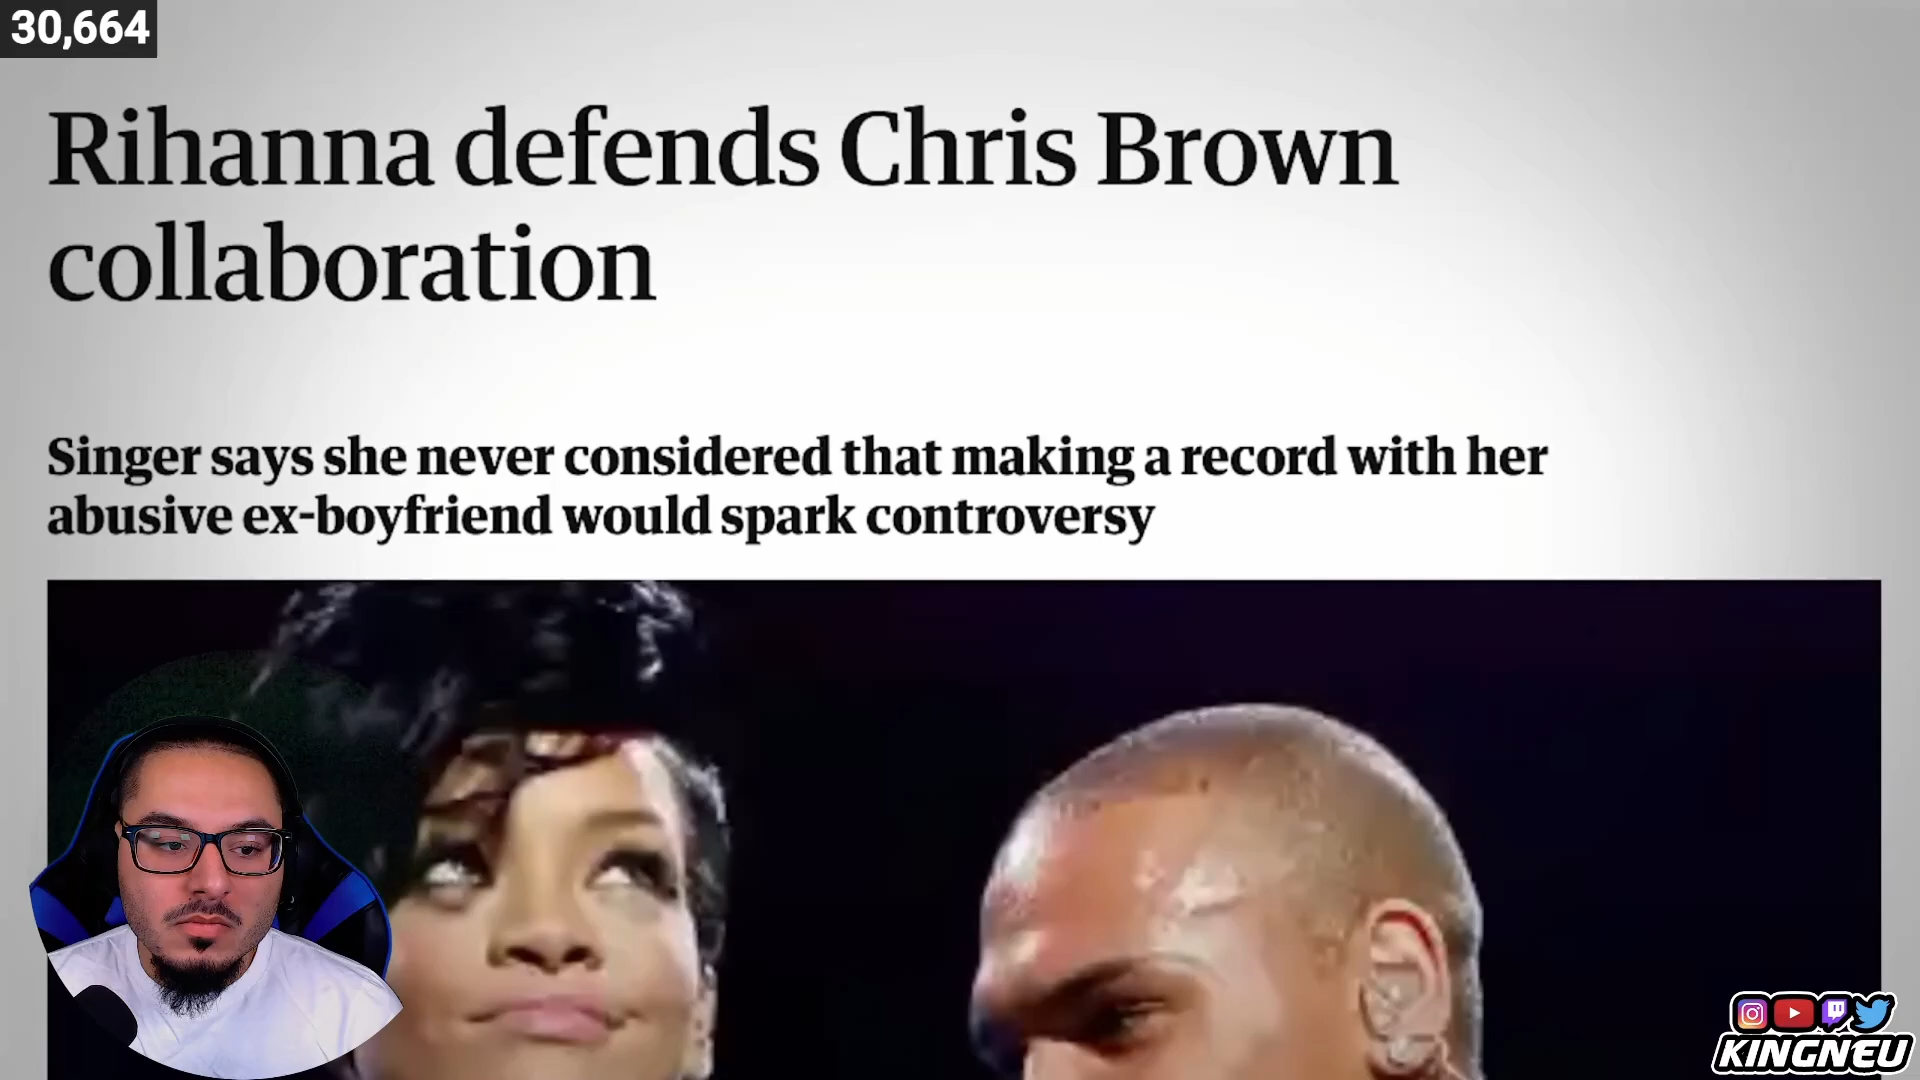 30,664
Rihanna defends Chris Brown
collaboration
Singer says she never considered that making a record with her
abusive ex-boyfriend would spark controversy
KINGNEU